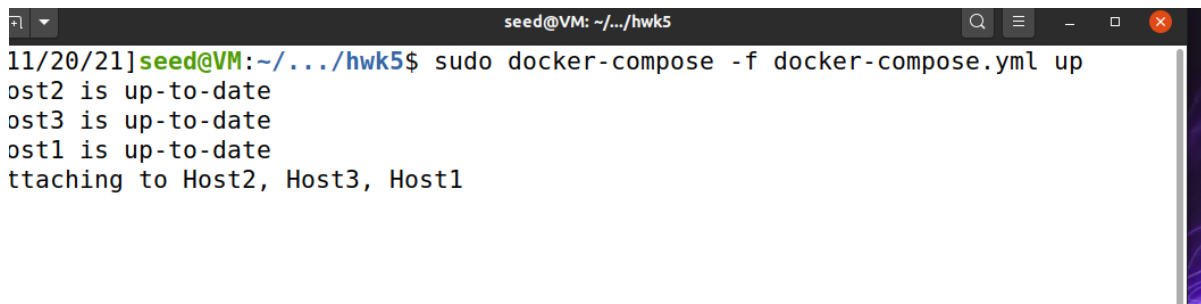 seed@VM: ~/.../hwk5
11/20/21]seed@VM:~/.../hwk5$ sudo docker-compose -f docker-compose.yml up
ost2 is up-to-date
ost3 is up-to-date
ost1 is up-to-date
ttaching to Host2, Host3, Host1